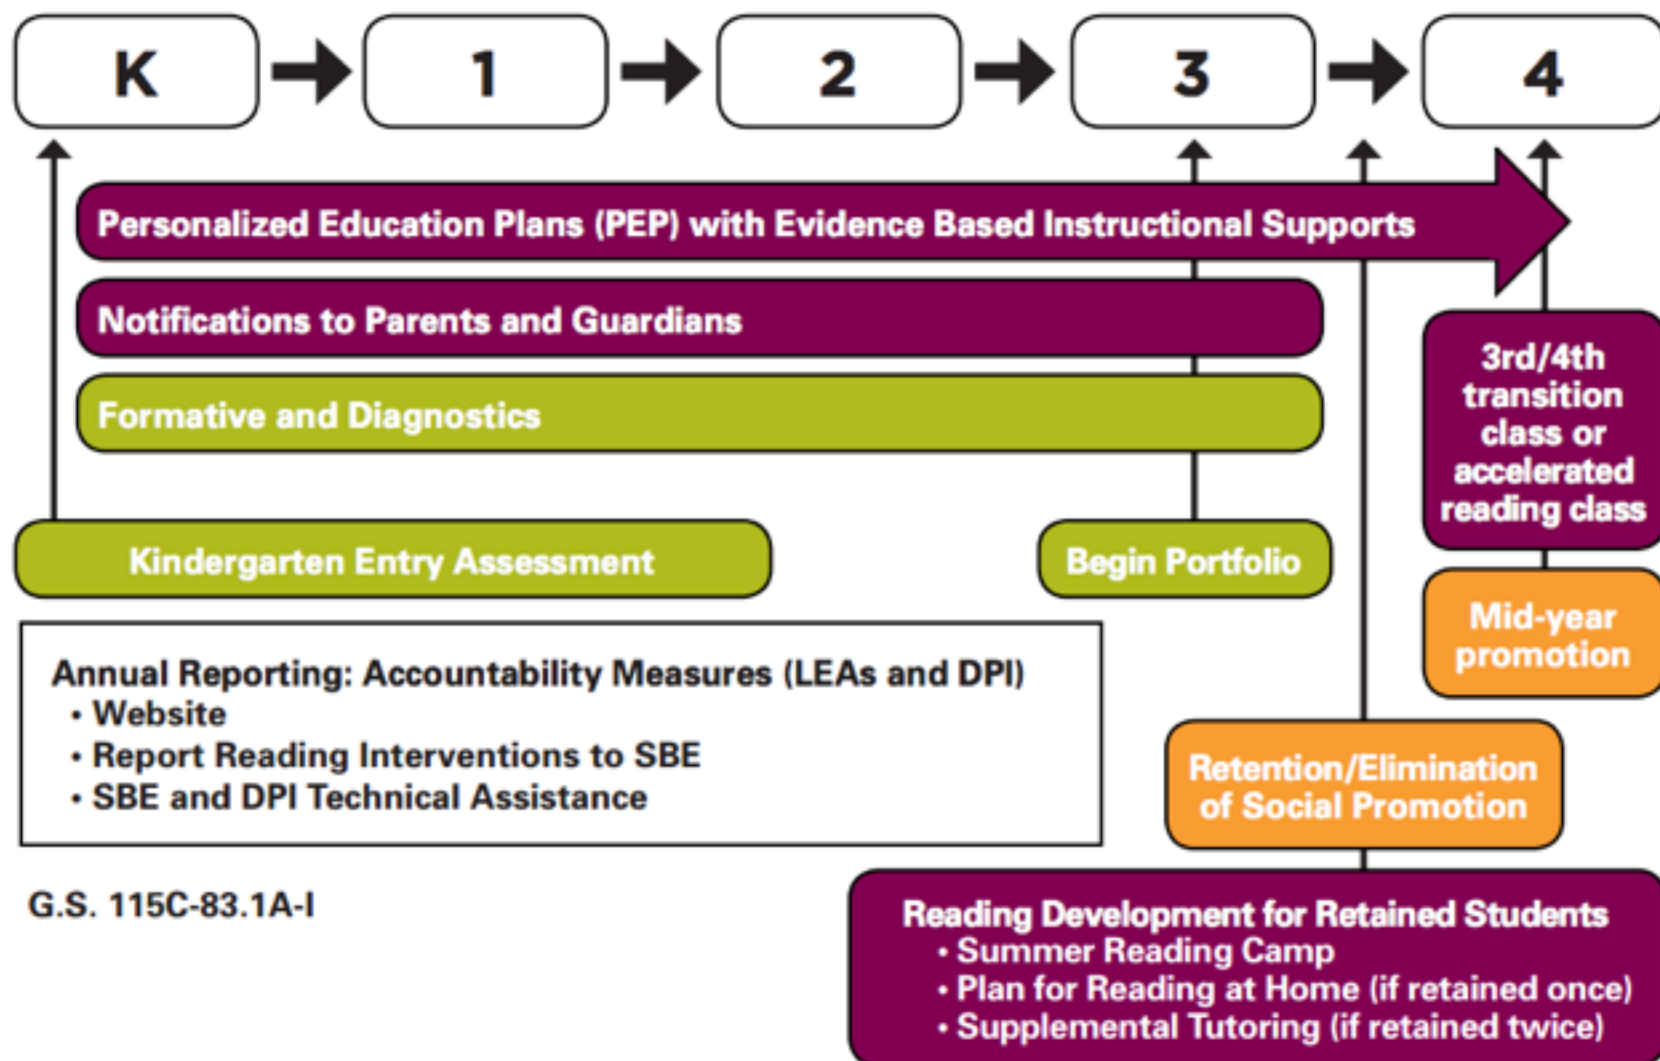 K
1
2
3
4
Personalized Education Plans (PEP) with Evidence Based Instructional Supports
Notifications to Parents and Guardians
Formative and Diagnostics
3rd/4th
transition
class or
accelerated
reading class
Kindergarten Entry Assessment
Begin Portfolio
Mid-year
promotion
Annual Reporting: Accountability Measures (LEAs and DPI)
• Website
• Report Reading Interventions to SBE
• SBE and DPI Technical Assistance
Retention/Elimination
of Social Promotion
G.S. 115C-83.1A-I
Reading Development for Retained Students
• Summer Reading Camp
• Plan for Reading at Home (if retained once)
• Supplemental Tutoring (if retained twice)